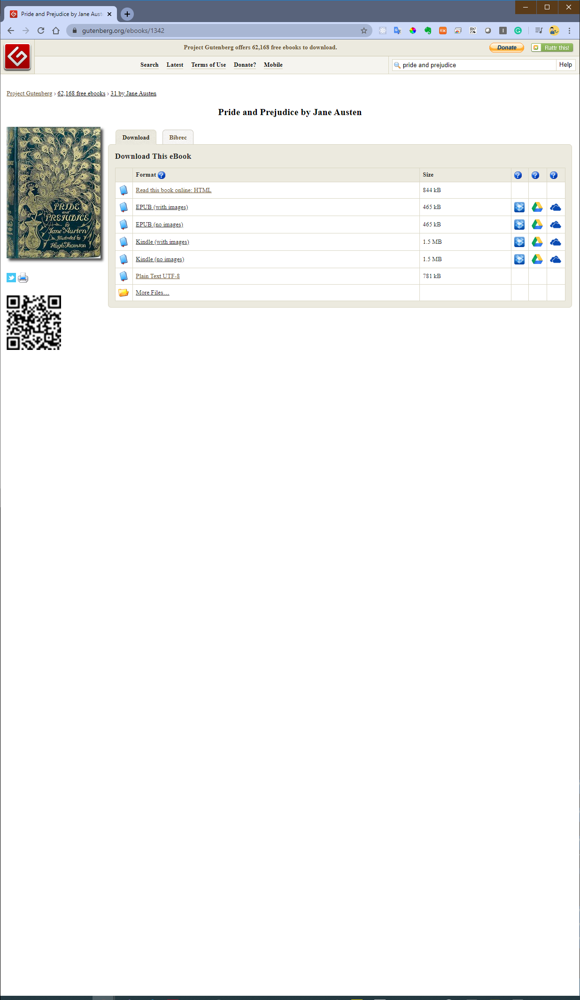 Pride and Prejudice by Jane Aust
gutenberg.org/ebooks/1342
Project Gutenberg offers 62,168 free ebooks to download.
Donate
Flattr this!
Search Latest Terms of Use Donate? Mobile
pride and prejudice
Help
Project Gutenberg › 62,168 free ebooks › 31 by Jane Austen
Pride and Prejudice by Jane Austen
PRIDE
and
PREJUDICE
by
Jane Austen
Illustrated by
Hugh Thomson
Download Bibrec
Download This eBook
Format ? Size ? ? ?
Read this book online: HTML 844 kB
EPUB (with images) 465 kB
EPUB (no images) 465 kB
Kindle (with images) 1.5 MB
Kindle (no images) 1.5 MB
Plain Text UTF-8 781 kB
More Files…